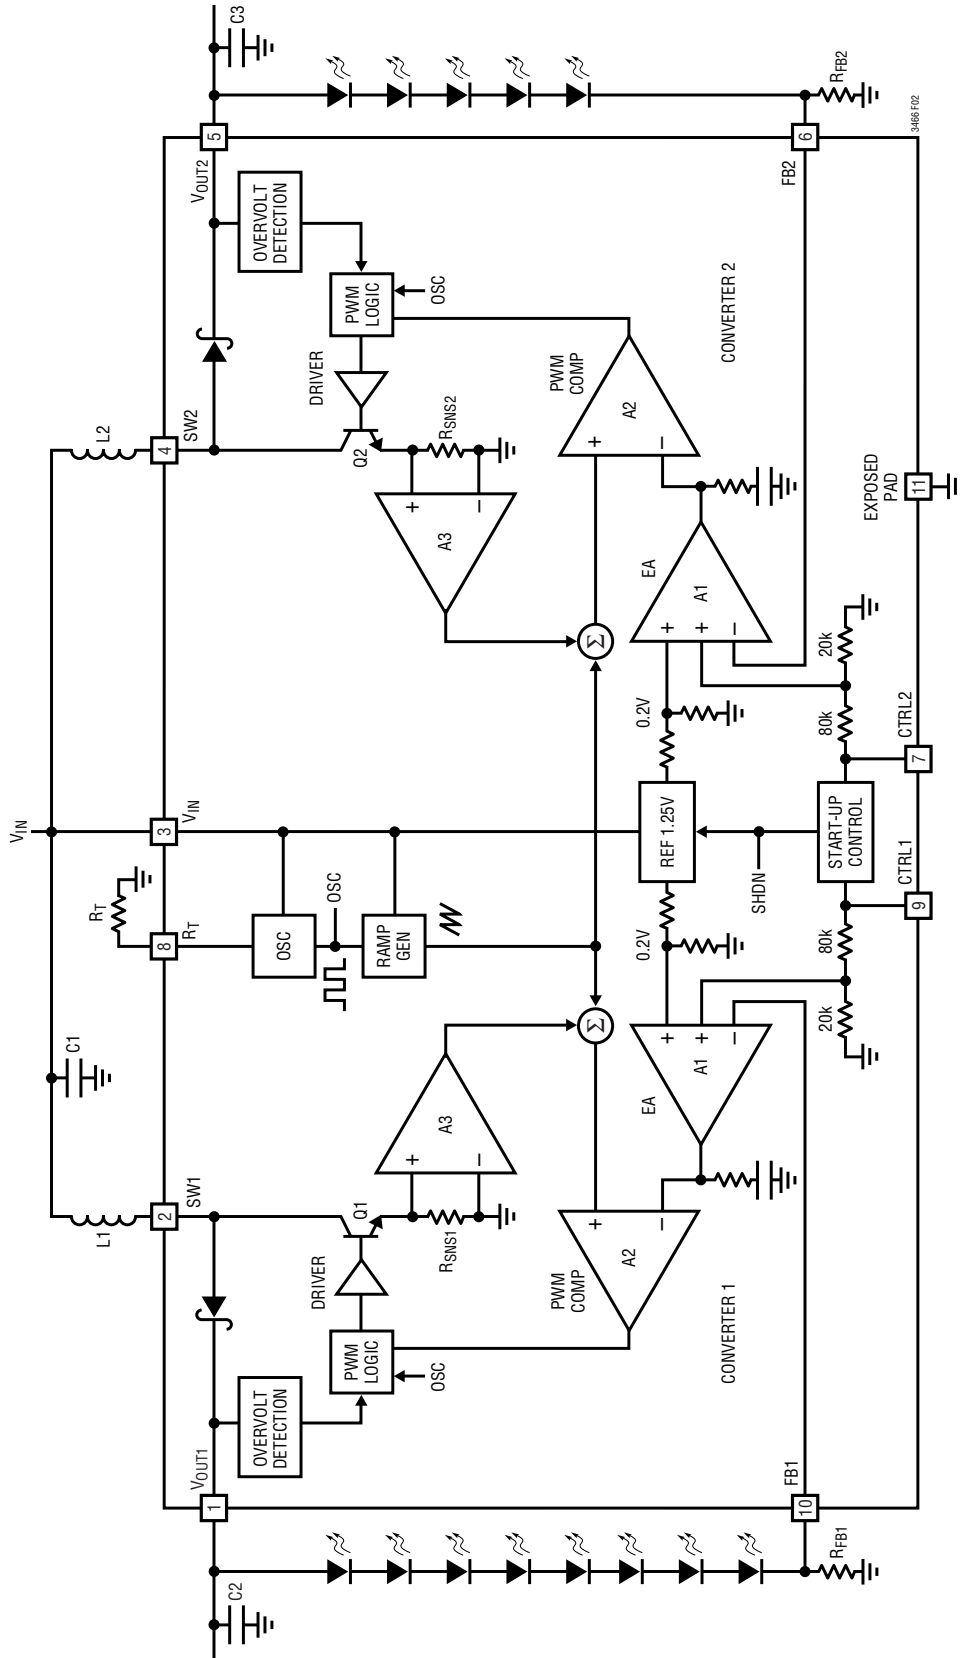 VIN
C1
L1
L2
RT
C2
C3
1
VOUT1
2
SW1
8
RT
3
VIN
4
SW2
5
VOUT2
OVERVOLT
DETECTION
OVERVOLT
DETECTION
OSC
OSC
RAMP
GEN
PWM
LOGIC
OSC
DRIVER
Q1
RSNS1
+
–
A3
DRIVER
Q2
RSNS2
+
–
A3
PWM
LOGIC
OSC
Σ
Σ
PWM
COMP
A2
+
–
PWM
COMP
A2
+
–
EA
A1
+
+
–
0.2V
REF 1.25V
0.2V
EA
A1
+
+
–
SHDN
START-UP
CONTROL
20k
80k
80k
20k
CONVERTER 1
CONVERTER 2
FB1
10
RFB1
CTRL1
9
CTRL2
7
EXPOSED
PAD
11
FB2
6
RFB2
3466 F02